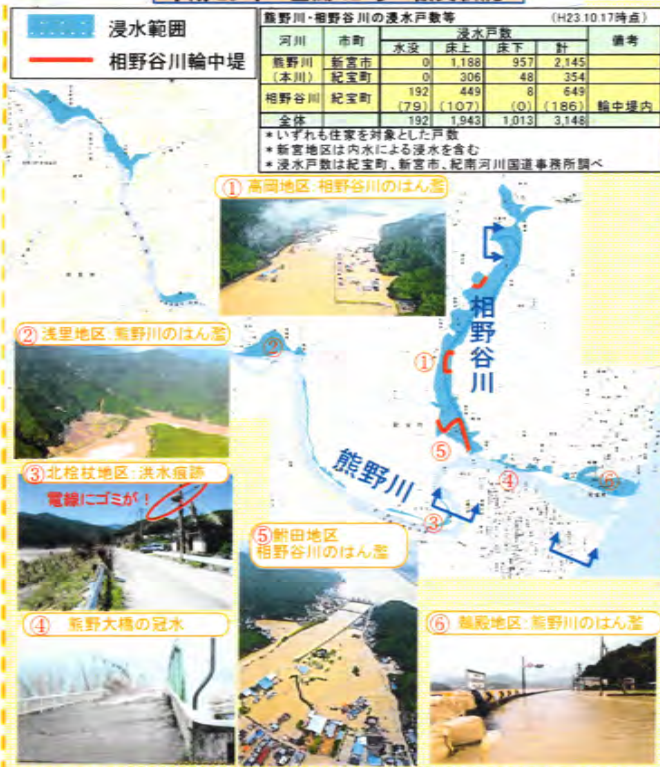 浸水範囲
相野谷川輪中堤
熊野川・相野谷川の浸水戸数等 (H23.10.17時点)
河川 市町 浸水戸数 備考
水没 床上 床下 計
熊野川 新宮市 0 1,188 957 2,145
(本川) 紀宝町 0 306 48 354
相野谷川 紀宝町 192 449 8 649
(79) (107) (0) (186) 輪中堤内
全体 192 1,943 1,013 3,148
*いずれも住家を対象とした戸数
*新宮地区は内水による浸水を含む
*浸水戸数は紀宝町、新宮市、紀南河川国道事務所調べ
① 高岡地区:相野谷川のはん濫
② 浅里地区:熊野川のはん濫
②
相野谷川
①
⑤
④
⑥
熊野川
③
③北桧杖地区:洪水痕跡
電線にゴミが!
⑤鮒田地区
相野谷川のはん濫
④ 熊野大橋の冠水
⑥ 鵜殿地区:熊野川のはん濫